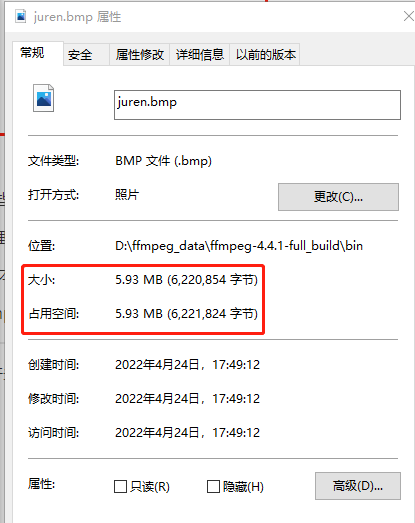 juren.bmp 属性
常规 安全 属性修改 详细信息 以前的版本
juren.bmp
文件类型: BMP 文件 (.bmp)
打开方式: 照片 更改(C)...
位置: D:\ffmpeg_data\ffmpeg-4.4.1-full_build\bin
大小: 5.93 MB (6,220,854 字节)
占用空间: 5.93 MB (6,221,824 字节)
创建时间: 2022年4月24日，17:49:12
修改时间: 2022年4月24日，17:49:12
访问时间: 2022年4月24日，17:49:12
属性: 只读(R) 隐藏(H) 高级(D)...